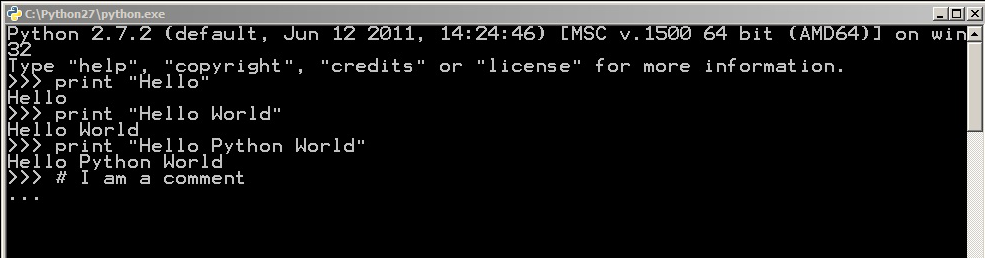 C:\Python27\python.exe
Python 2.7.2 (default, Jun 12 2011, 14:24:46) [MSC v.1500 64 bit (AMD64)] on win
32
Type "help", "copyright", "credits" or "license" for more information.
>>> print "Hello"
Hello
>>> print "Hello World"
Hello World
>>> print "Hello Python World"
Hello Python World
>>> # I am a comment
...